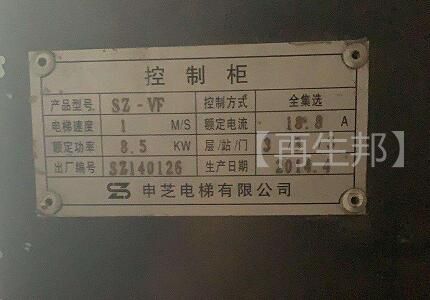 控制柜
产品型号 SZ-VF 控制方式 全集选
电梯速度 1 M/S 额定电流 18.8 A
额定功率 8.5 KW 层/站/门 3
出厂编号 SZ140126 生产日期 2014.4
申芝电梯有限公司
【再生邦】